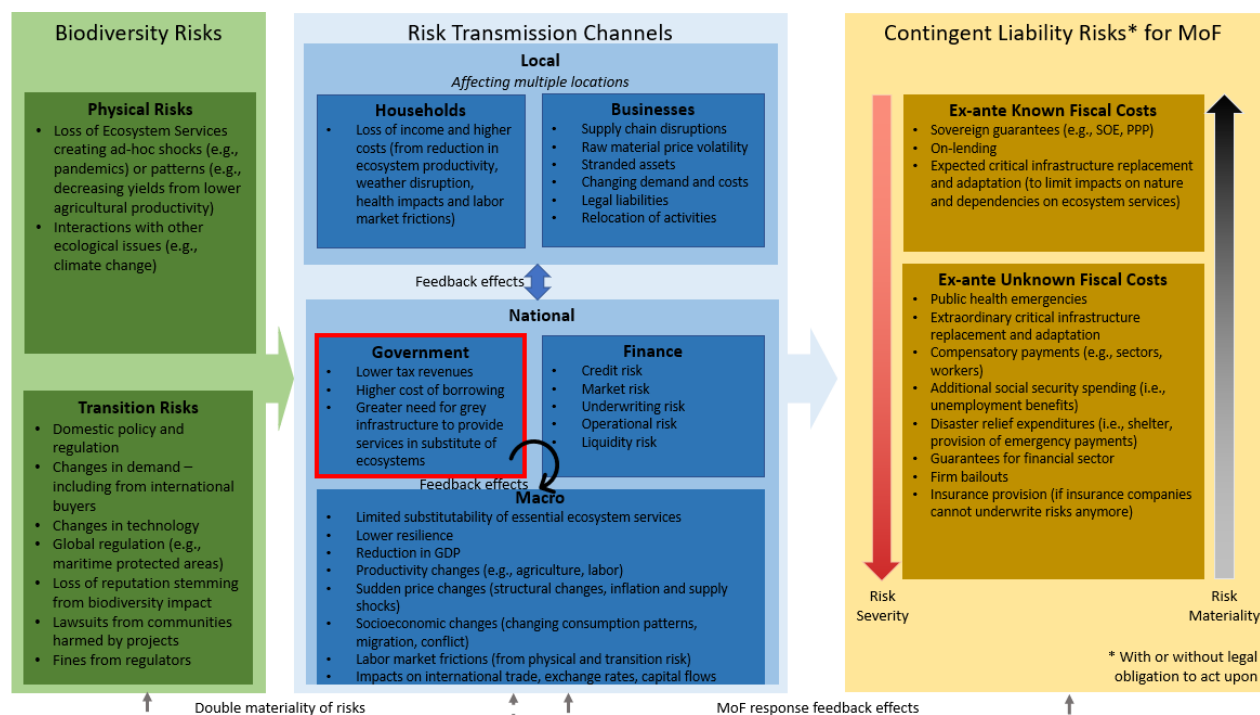 Biodiversity Risks
Physical Risks
• Loss of Ecosystem Services
creating ad-hoc shocks (e.g.,
pandemics) or patterns (e.g.,
decreasing yields from lower
agricultural productivity)
• Interactions with other
ecological issues (e.g.,
climate change)
Transition Risks
• Domestic policy and
regulation
• Changes in demand –
including from international
buyers
• Changes in technology
• Global regulation (e.g.,
maritime protected areas)
• Loss of reputation stemming
from biodiversity impact
• Lawsuits from communities
harmed by projects
• Fines from regulators
Risk Transmission Channels
Local
Affecting multiple locations
Households
• Loss of income and higher
costs (from reduction in
ecosystem productivity,
weather disruption,
health impacts and labor
market frictions)
Businesses
• Supply chain disruptions
• Raw material price volatility
• Stranded assets
• Changing demand and costs
• Legal liabilities
• Relocation of activities
Feedback effects
National
Government
• Lower tax revenues
• Higher cost of borrowing
• Greater need for grey
infrastructure to provide
services in substitute of
ecosystems
Finance
• Credit risk
• Market risk
• Underwriting risk
• Operational risk
• Liquidity risk
Feedback effects
Macro
• Limited substitutability of essential ecosystem services
• Lower resilience
• Reduction in GDP
• Productivity changes (e.g., agriculture, labor)
• Sudden price changes (structural changes, inflation and supply
shocks)
• Socioeconomic changes (changing consumption patterns,
migration, conflict)
• Labor market frictions (from physical and transition risk)
• Impacts on international trade, exchange rates, capital flows
Contingent Liability Risks* for MoF
Ex-ante Known Fiscal Costs
• Sovereign guarantees (e.g., SOE, PPP)
• On-lending
• Expected critical infrastructure replacement
and adaptation (to limit impacts on nature
and dependencies on ecosystem services)
Ex-ante Unknown Fiscal Costs
• Public health emergencies
• Extraordinary critical infrastructure
replacement and adaptation
• Compensatory payments (e.g., sectors,
workers)
• Additional social security spending (i.e.,
unemployment benefits)
• Disaster relief expenditures (i.e., shelter,
provision of emergency payments)
• Guarantees for financial sector
• Firm bailouts
• Insurance provision (if insurance companies
cannot underwrite risks anymore)
Risk
Severity
Risk
Materiality
* With or without legal
obligation to act upon
Double materiality of risks
MoF response feedback effects